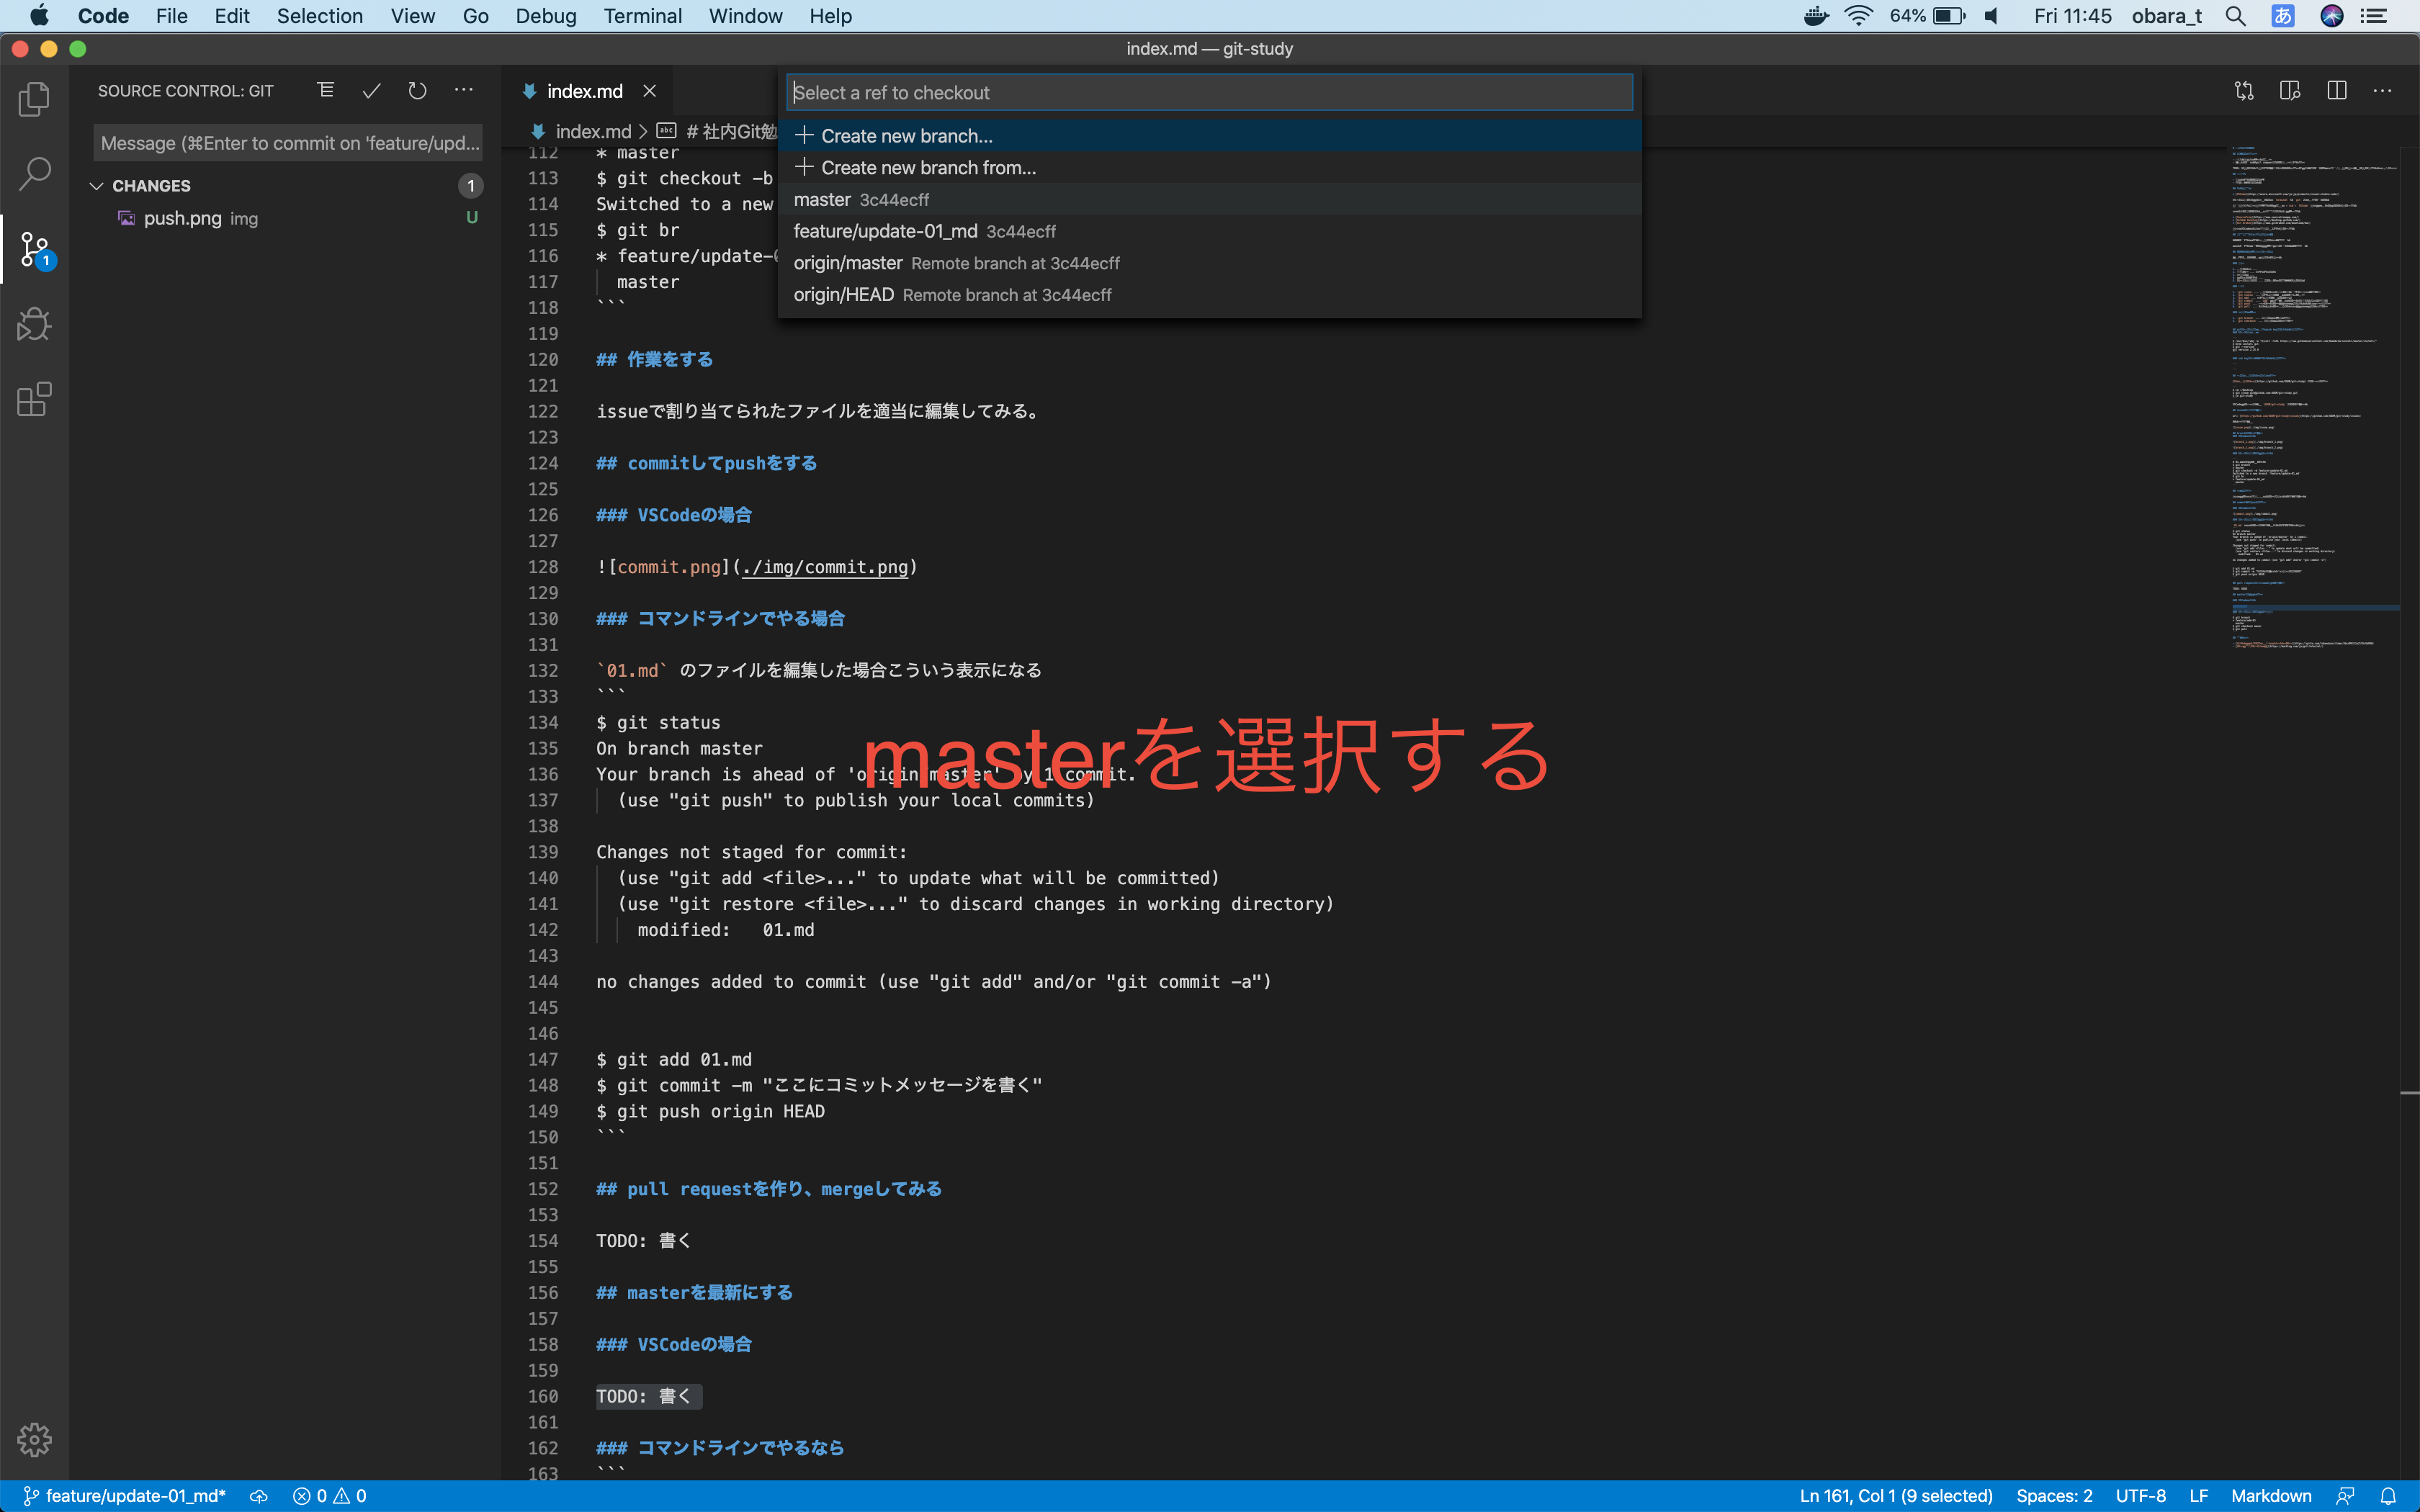 Code File Edit Selection View Go Debug Terminal Window Help
64% Fri 11:45 obara_t あ
index.md — git-study
SOURCE CONTROL: GIT
Message (⌘Enter to commit on 'feature/upd...
CHANGES 1
push.png img U
1
index.md
index.md > # 社内Git勉
Select a ref to checkout
+ Create new branch...
+ Create new branch from...
master 3c44ecff
feature/update-01_md 3c44ecff
origin/master Remote branch at 3c44ecff
origin/HEAD Remote branch at 3c44ecff
112 * master
113 $ git checkout -b
114 Switched to a new
115 $ git br
116 * feature/update-
117 master
118 ```
119
120 ## 作業をする
121
122 issueで割り当てられたファイルを適当に編集してみる。
123
124 ## commitしてpushをする
125
126 ### VSCodeの場合
127
128 ![commit.png](./img/commit.png)
129
130 ### コマンドラインでやる場合
131
132 `01.md` のファイルを編集した場合こういう表示になる
133 ```
134 $ git status
135 On branch master
136 Your branch is ahead of 'origin/master' by 1 commit.
masterを選択する
137 (use "git push" to publish your local commits)
138
139 Changes not staged for commit:
140 (use "git add <file>..." to update what will be committed)
141 (use "git restore <file>..." to discard changes in working directory)
142 modified: 01.md
143
144 no changes added to commit (use "git add" and/or "git commit -a")
145
146
147 $ git add 01.md
148 $ git commit -m "ここにコミットメッセージを書く"
149 $ git push origin HEAD
150 ```
151
152 ## pull requestを作り、mergeしてみる
153
154 TODO: 書く
155
156 ## masterを最新にする
157
158 ### VSCodeの場合
159
160 TODO: 書く
161
162 ### コマンドラインでやるなら
163 ```
feature/update-01_md* 0 0
Ln 161, Col 1 (9 selected) Spaces: 2 UTF-8 LF Markdown